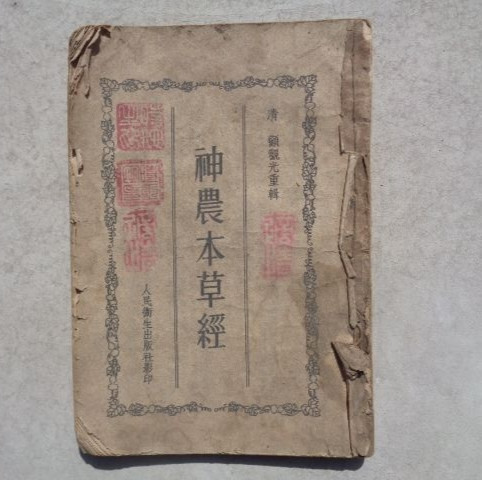 清 顧觀光重輯
神農本草經
人民衛生出版社影印